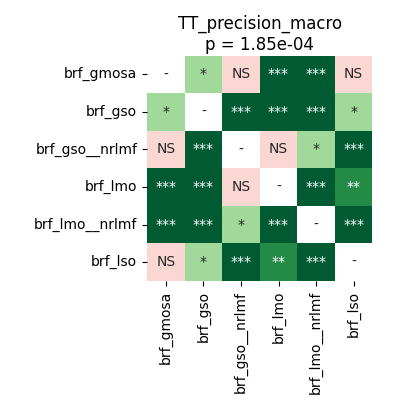 TT_precision_macro
p = 1.85e-04
brf_gmosa - * NS *** *** NS
brf_gso * - *** *** *** *
brf_gso__nrlmf NS *** - NS * ***
brf_lmo *** *** NS - *** **
brf_lmo__nrlmf *** *** * *** - ***
brf_lso NS * *** ** *** -
brf_gmosa
brf_gso
brf_gso__nrlmf
brf_lmo
brf_lmo__nrlmf
brf_lso